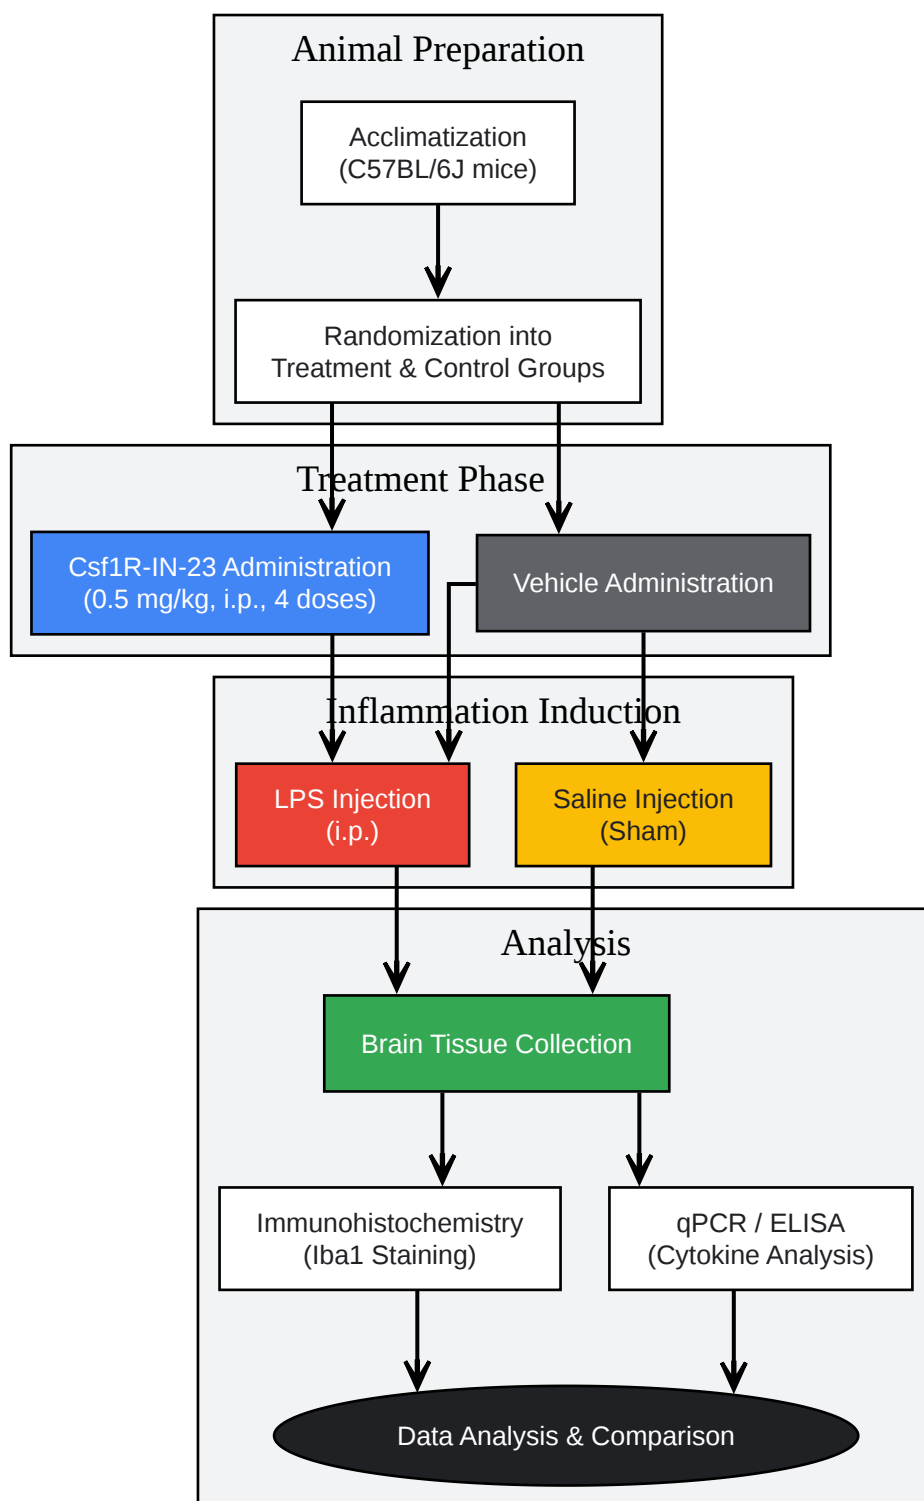 Animal Preparation
Acclimatization
(C57BL/6J mice)
Randomization into
Treatment & Control Groups
Treatment Phase
Csf1R-IN-23 Administration
(0.5 mg/kg, i.p., 4 doses)
Vehicle Administration
Inflammation Induction
LPS Injection
(i.p.)
Saline Injection
(Sham)
Analysis
Brain Tissue Collection
Immunohistochemistry
(Iba1 Staining)
qPCR / ELISA
(Cytokine Analysis)
Data Analysis & Comparison